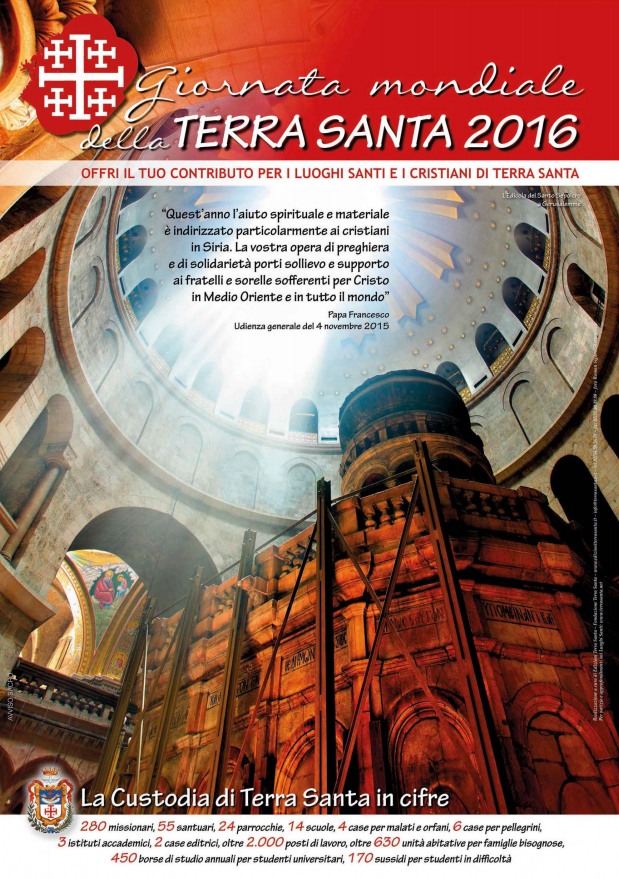 Giornata mondiale
della TERRA SANTA 2016
OFFRI IL TUO CONTRIBUTO PER I LUOGHI SANTI E I CRISTIANI DI TERRA SANTA
L'Edicola del Santo Sepolcro
a Gerusalemme
“Quest'anno l'aiuto spirituale e materiale
è indirizzato particolarmente ai cristiani
in Siria. La vostra opera di preghiera
e di solidarietà porti sollievo e supporto
ai fratelli e sorelle sofferenti per Cristo
in Medio Oriente e in tutto il mondo”
Papa Francesco
Udienza generale del 4 novembre 2015
AVVISO SACRO
La Custodia di Terra Santa in cifre
280 missionari, 55 santuari, 24 parrocchie, 14 scuole, 4 case per malati e orfani, 6 case per pellegrini,
3 istituti accademici, 2 case editrici, oltre 2.000 posti di lavoro, oltre 630 unità abitative per famiglie bisognose,
450 borse di studio annuali per studenti universitari, 170 sussidi per studenti in difficoltà